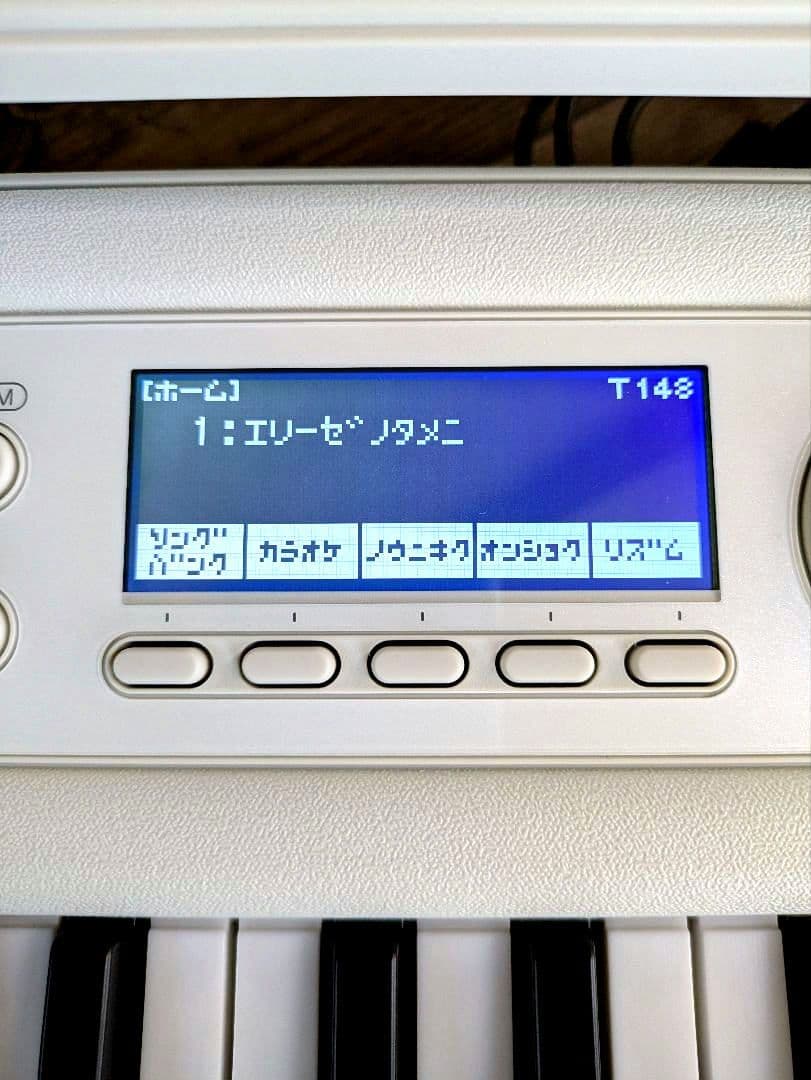 [ホーム] T148
1:エリーゼノタメニ
ソング
バンク
カラオケ
ノウニキク
オンショク
リズム
M